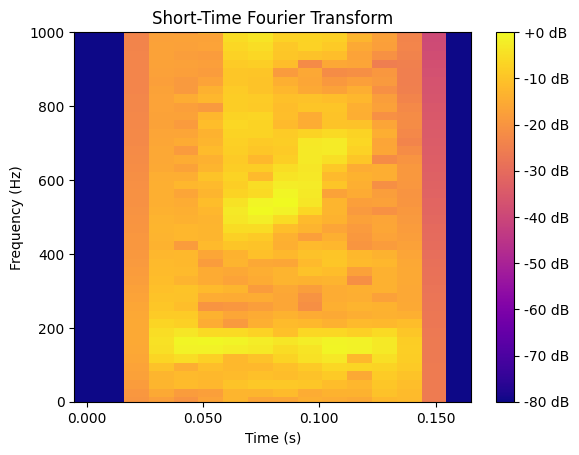 Short-Time Fourier Transform
1000
800
600
400
200
0
Frequency (Hz)
0.000
0.050
0.100
0.150
Time (s)
+0 dB
-10 dB
-20 dB
-30 dB
-40 dB
-50 dB
-60 dB
-70 dB
-80 dB